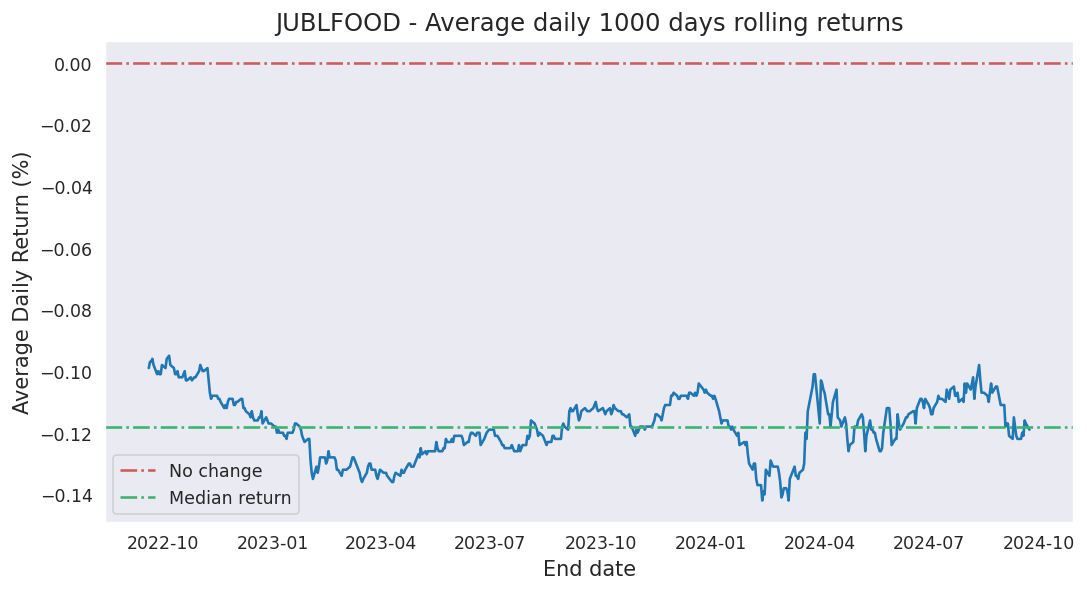 JUBLFOOD - Average daily 1000 days rolling returns
Average Daily Return (%)
0.00
−0.02
−0.04
−0.06
−0.08
−0.10
−0.12
−0.14
No change
Median return
2022-10 2023-01 2023-04 2023-07 2023-10 2024-01 2024-04 2024-07 2024-10
End date